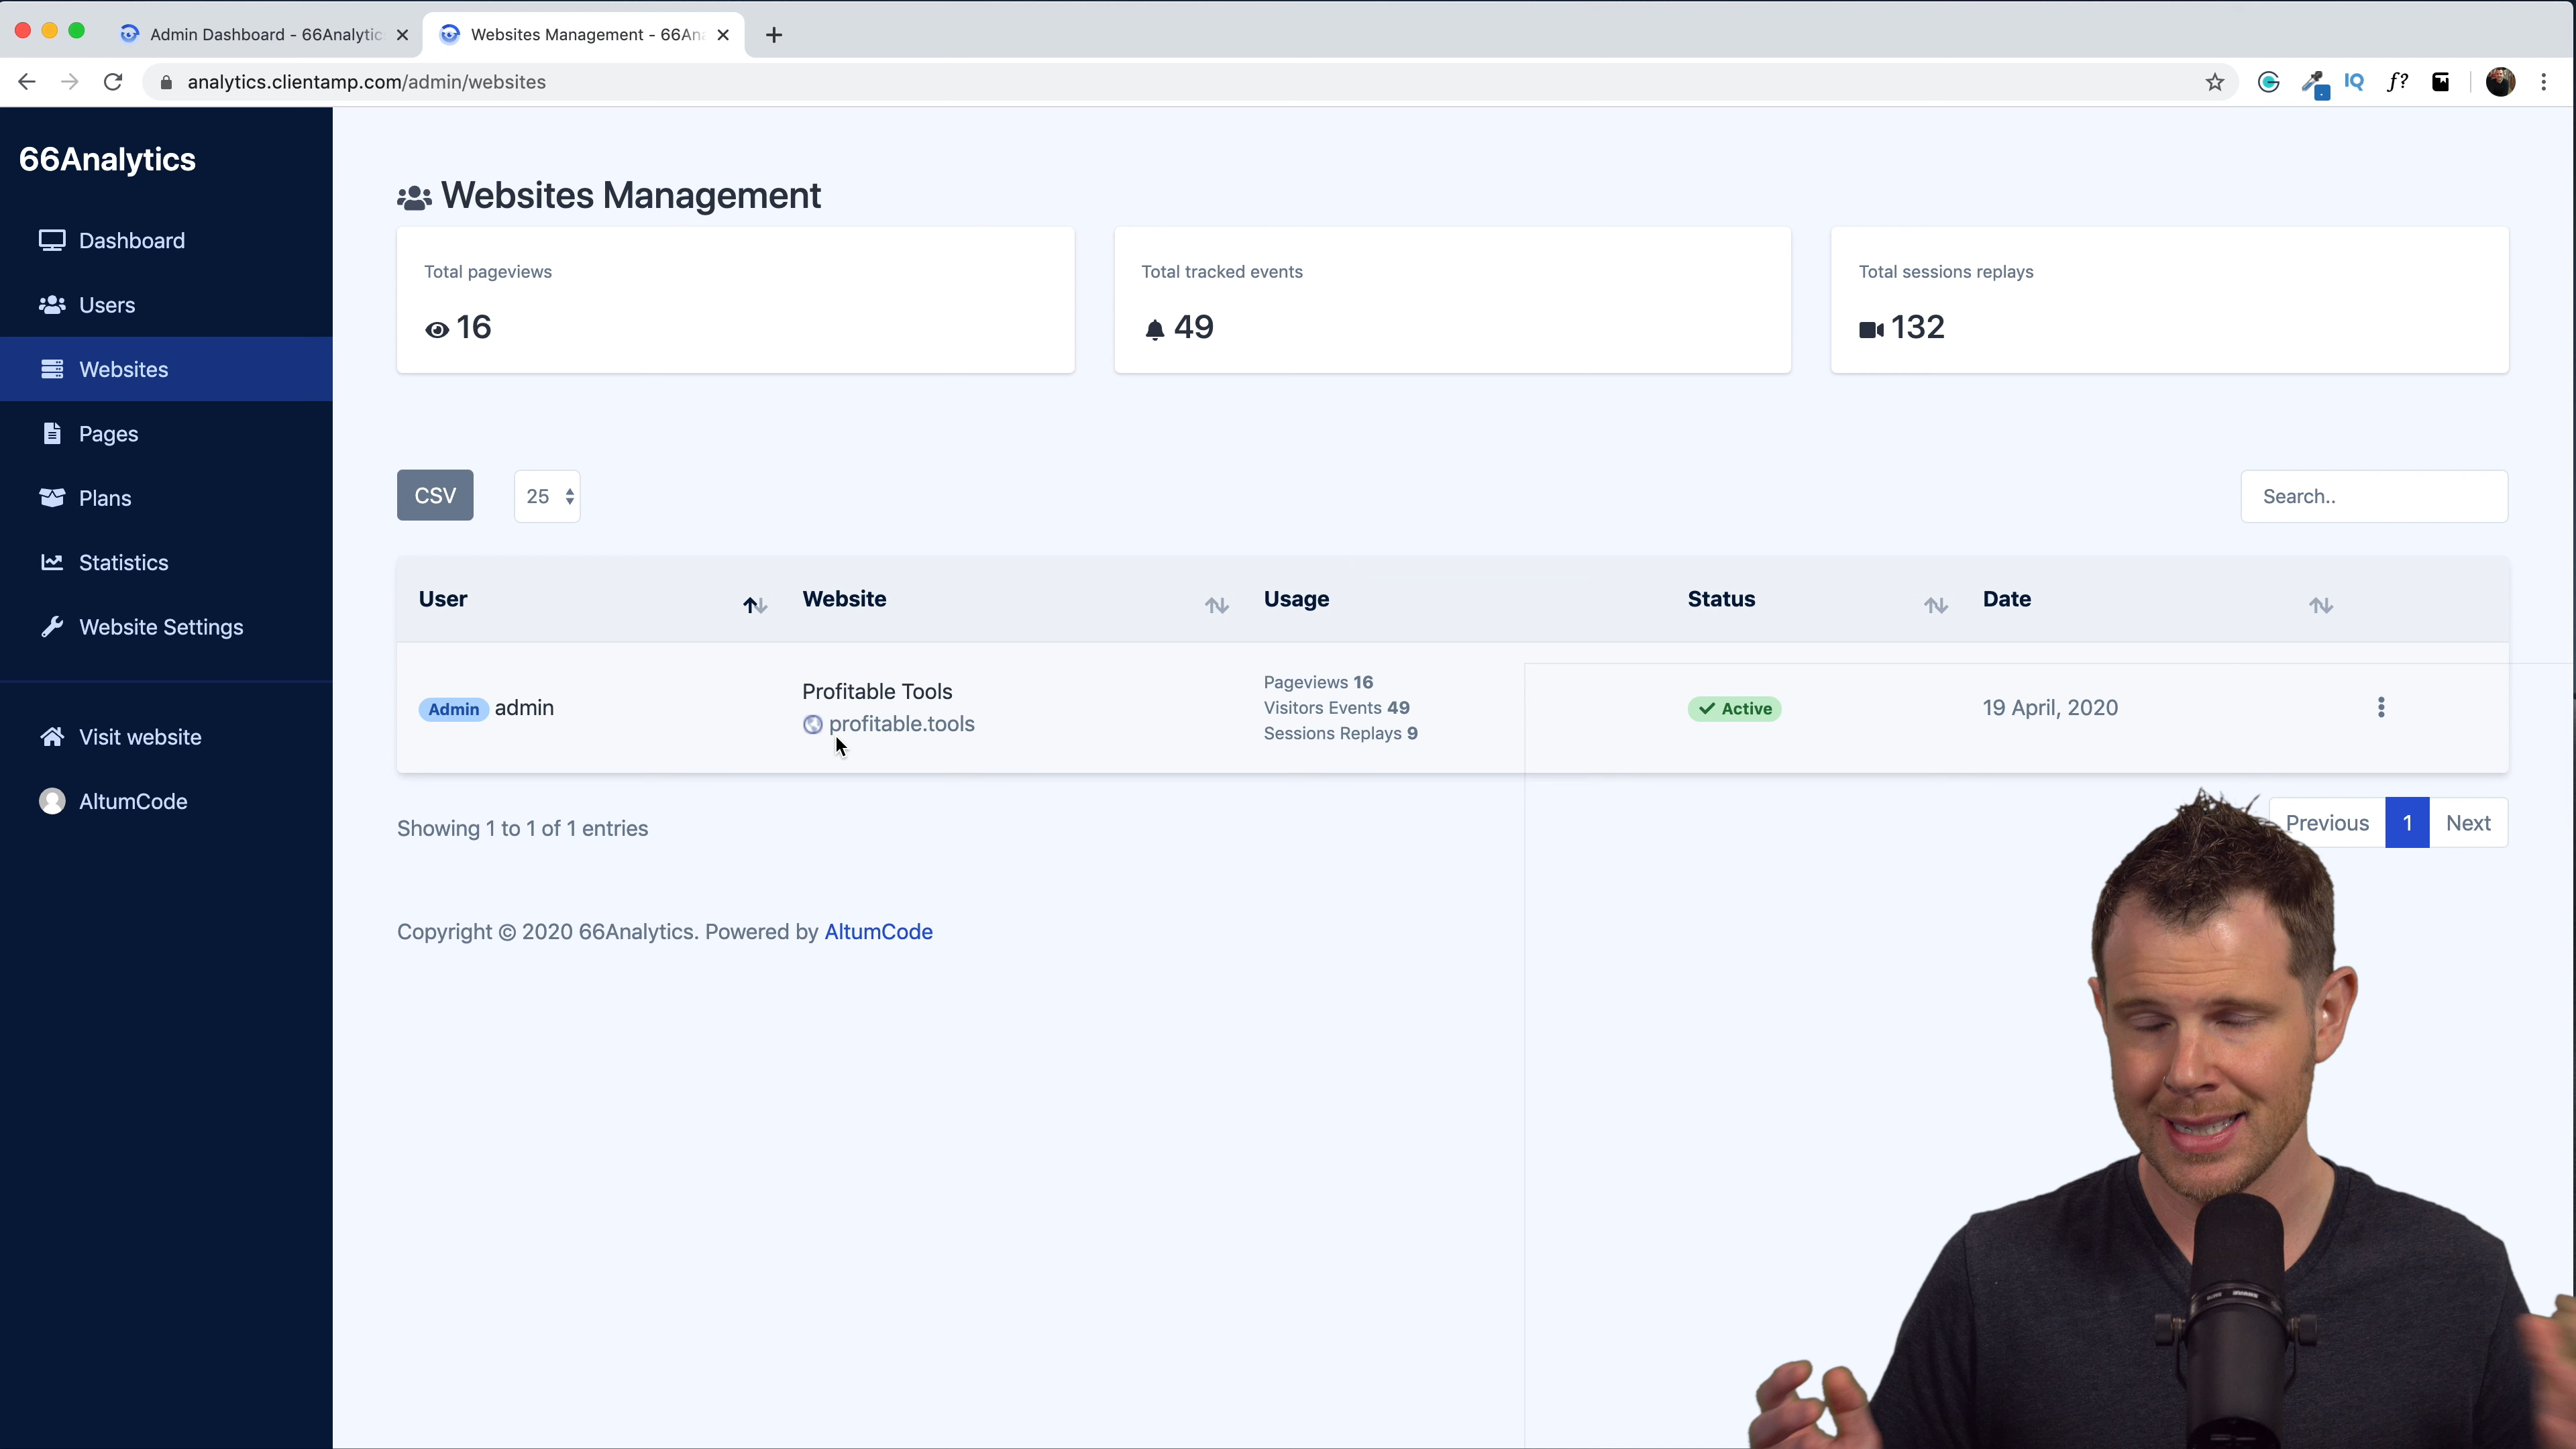 Admin Dashboard - 66Analytic
Websites Management - 66An
analytics.clientamp.com/admin/websites
IQ
f?
66Analytics
Dashboard
Users
Websites
Pages
Plans
Statistics
Website Settings
Visit website
AltumCode
Websites Management
Total pageviews
16
Total tracked events
49
Total sessions replays
132
CSV
25
Search..
User
Website
Usage
Status
Date
Admin admin
Profitable Tools
profitable.tools
Pageviews 16
Visitors Events 49
Sessions Replays 9
Active
19 April, 2020
Showing 1 to 1 of 1 entries
Previous
1
Next
Copyright © 2020 66Analytics. Powered by AltumCode